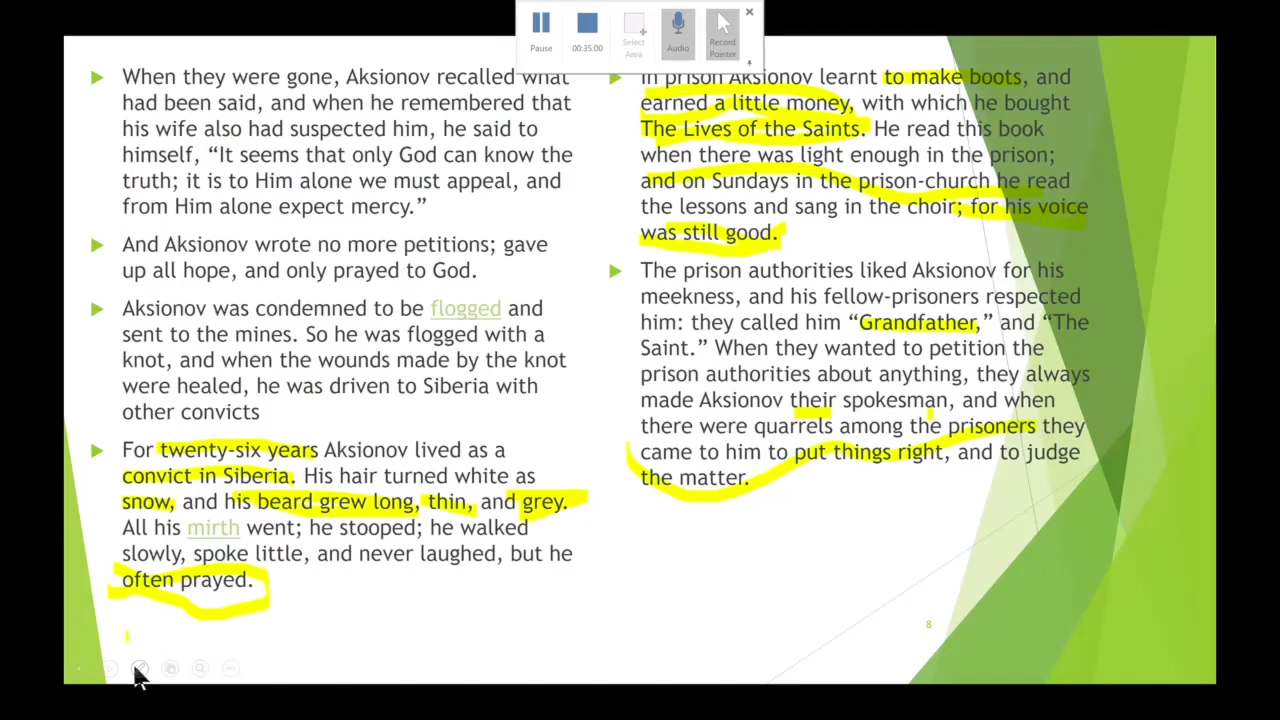 Pause
00:35:00
Select
Area
Audio
Record
Pointer
When they were gone, Aksionov recalled what
had been said, and when he remembered that
his wife also had suspected him, he said to
himself, “It seems that only God can know the
truth; it is to Him alone we must appeal, and
from Him alone expect mercy.”
And Aksionov wrote no more petitions; gave
up all hope, and only prayed to God.
Aksionov was condemned to be flogged and
sent to the mines. So he was flogged with a
knot, and when the wounds made by the knot
were healed, he was driven to Siberia with
other convicts
For twenty-six years Aksionov lived as a
convict in Siberia. His hair turned white as
snow, and his beard grew long, thin, and grey.
All his mirth went; he stooped; he walked
slowly, spoke little, and never laughed, but he
often prayed.
In prison Aksionov learnt to make boots, and
earned a little money, with which he bought
The Lives of the Saints. He read this book
when there was light enough in the prison;
and on Sundays in the prison-church he read
the lessons and sang in the choir; for his voice
was still good.
The prison authorities liked Aksionov for his
meekness, and his fellow-prisoners respected
him: they called him “Grandfather,” and “The
Saint.” When they wanted to petition the
prison authorities about anything, they always
made Aksionov their spokesman, and when
there were quarrels among the prisoners they
came to him to put things right, and to judge
the matter.
8